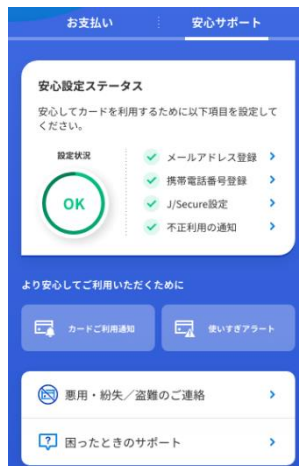 お支払い
安心サポート
安心設定ステータス
安心してカードを利用するために以下項目を設定して
ください。
設定状況
OK
メールアドレス登録
携帯電話番号登録
J/Secure設定
不正利用の通知
より安心してご利用いただくために
カードご利用通知
使いすぎアラート
悪用・紛失／盗難のご連絡
困ったときのサポート